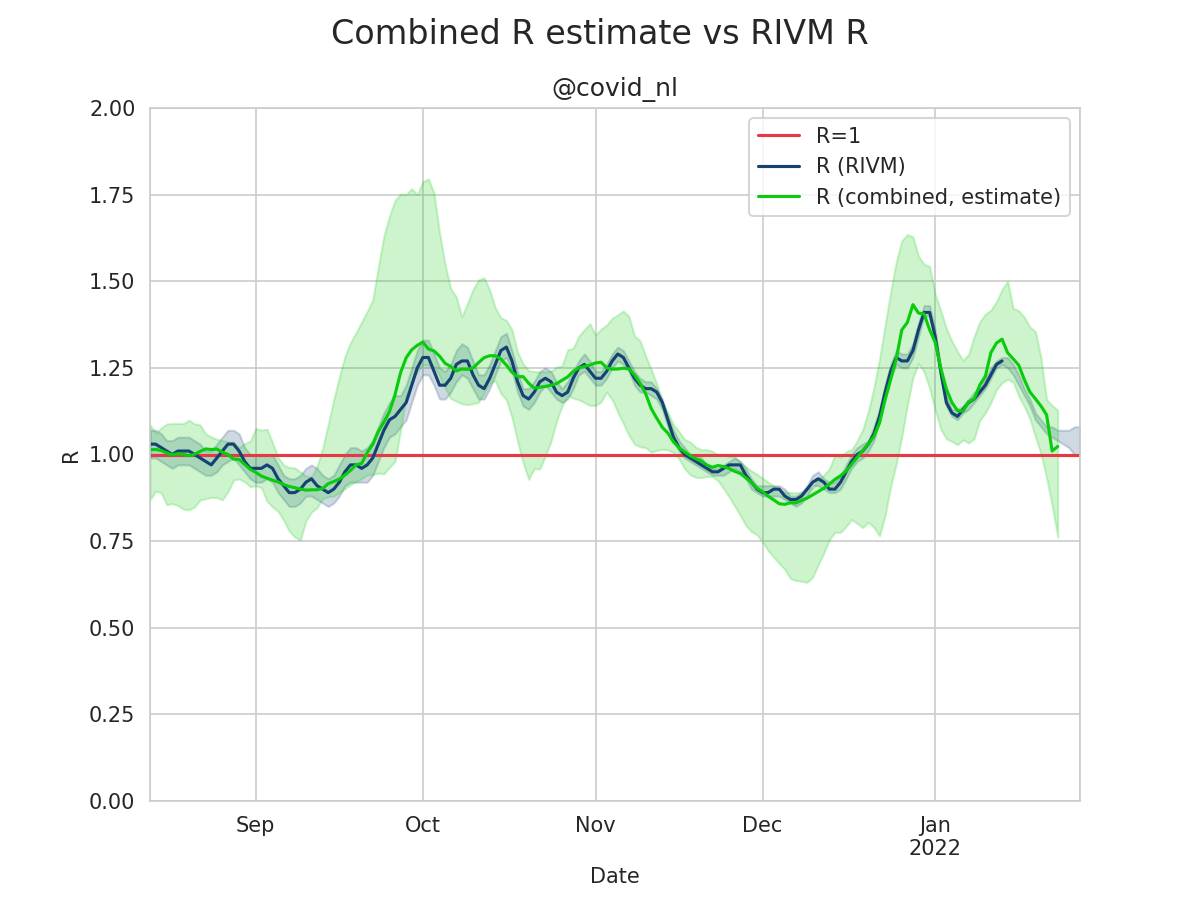 Combined R estimate vs RIVM R
@covid_nl
R=1
R (RIVM)
R (combined, estimate)
2.00
1.75
1.50
1.25
1.00
0.75
0.50
0.25
0.00
R
Sep Oct Nov Dec Jan
2022
Date